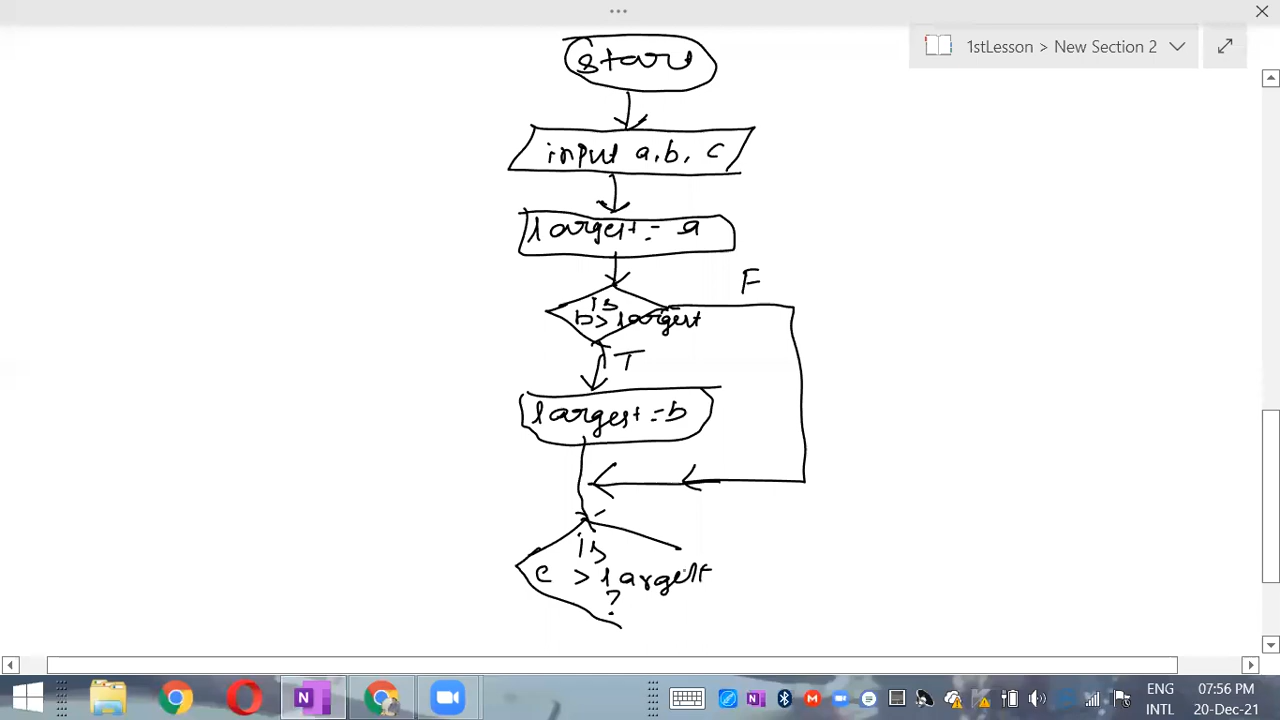 1stLesson > New Section 2
start
input a, b, c
largest = a
F
is
b > largest
T
largest = b
is
c > largest
?
ENG
07:56 PM
INTL
20-Dec-21